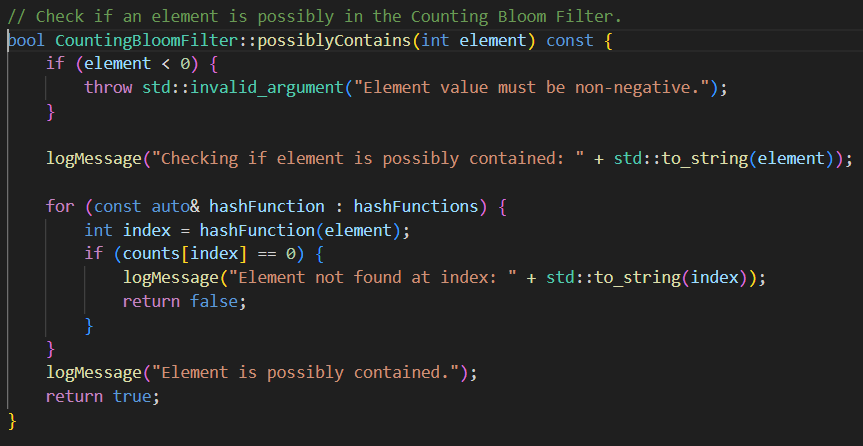 // Check if an element is possibly in the Counting Bloom Filter.
bool CountingBloomFilter::possiblyContains(int element) const {
    if (element < 0) {
        throw std::invalid_argument("Element value must be non-negative.");
    }

    logMessage("Checking if element is possibly contained: " + std::to_string(element));

    for (const auto& hashFunction : hashFunctions) {
        int index = hashFunction(element);
        if (counts[index] == 0) {
            logMessage("Element not found at index: " + std::to_string(index));
            return false;
        }
    }
    logMessage("Element is possibly contained.");
    return true;
}